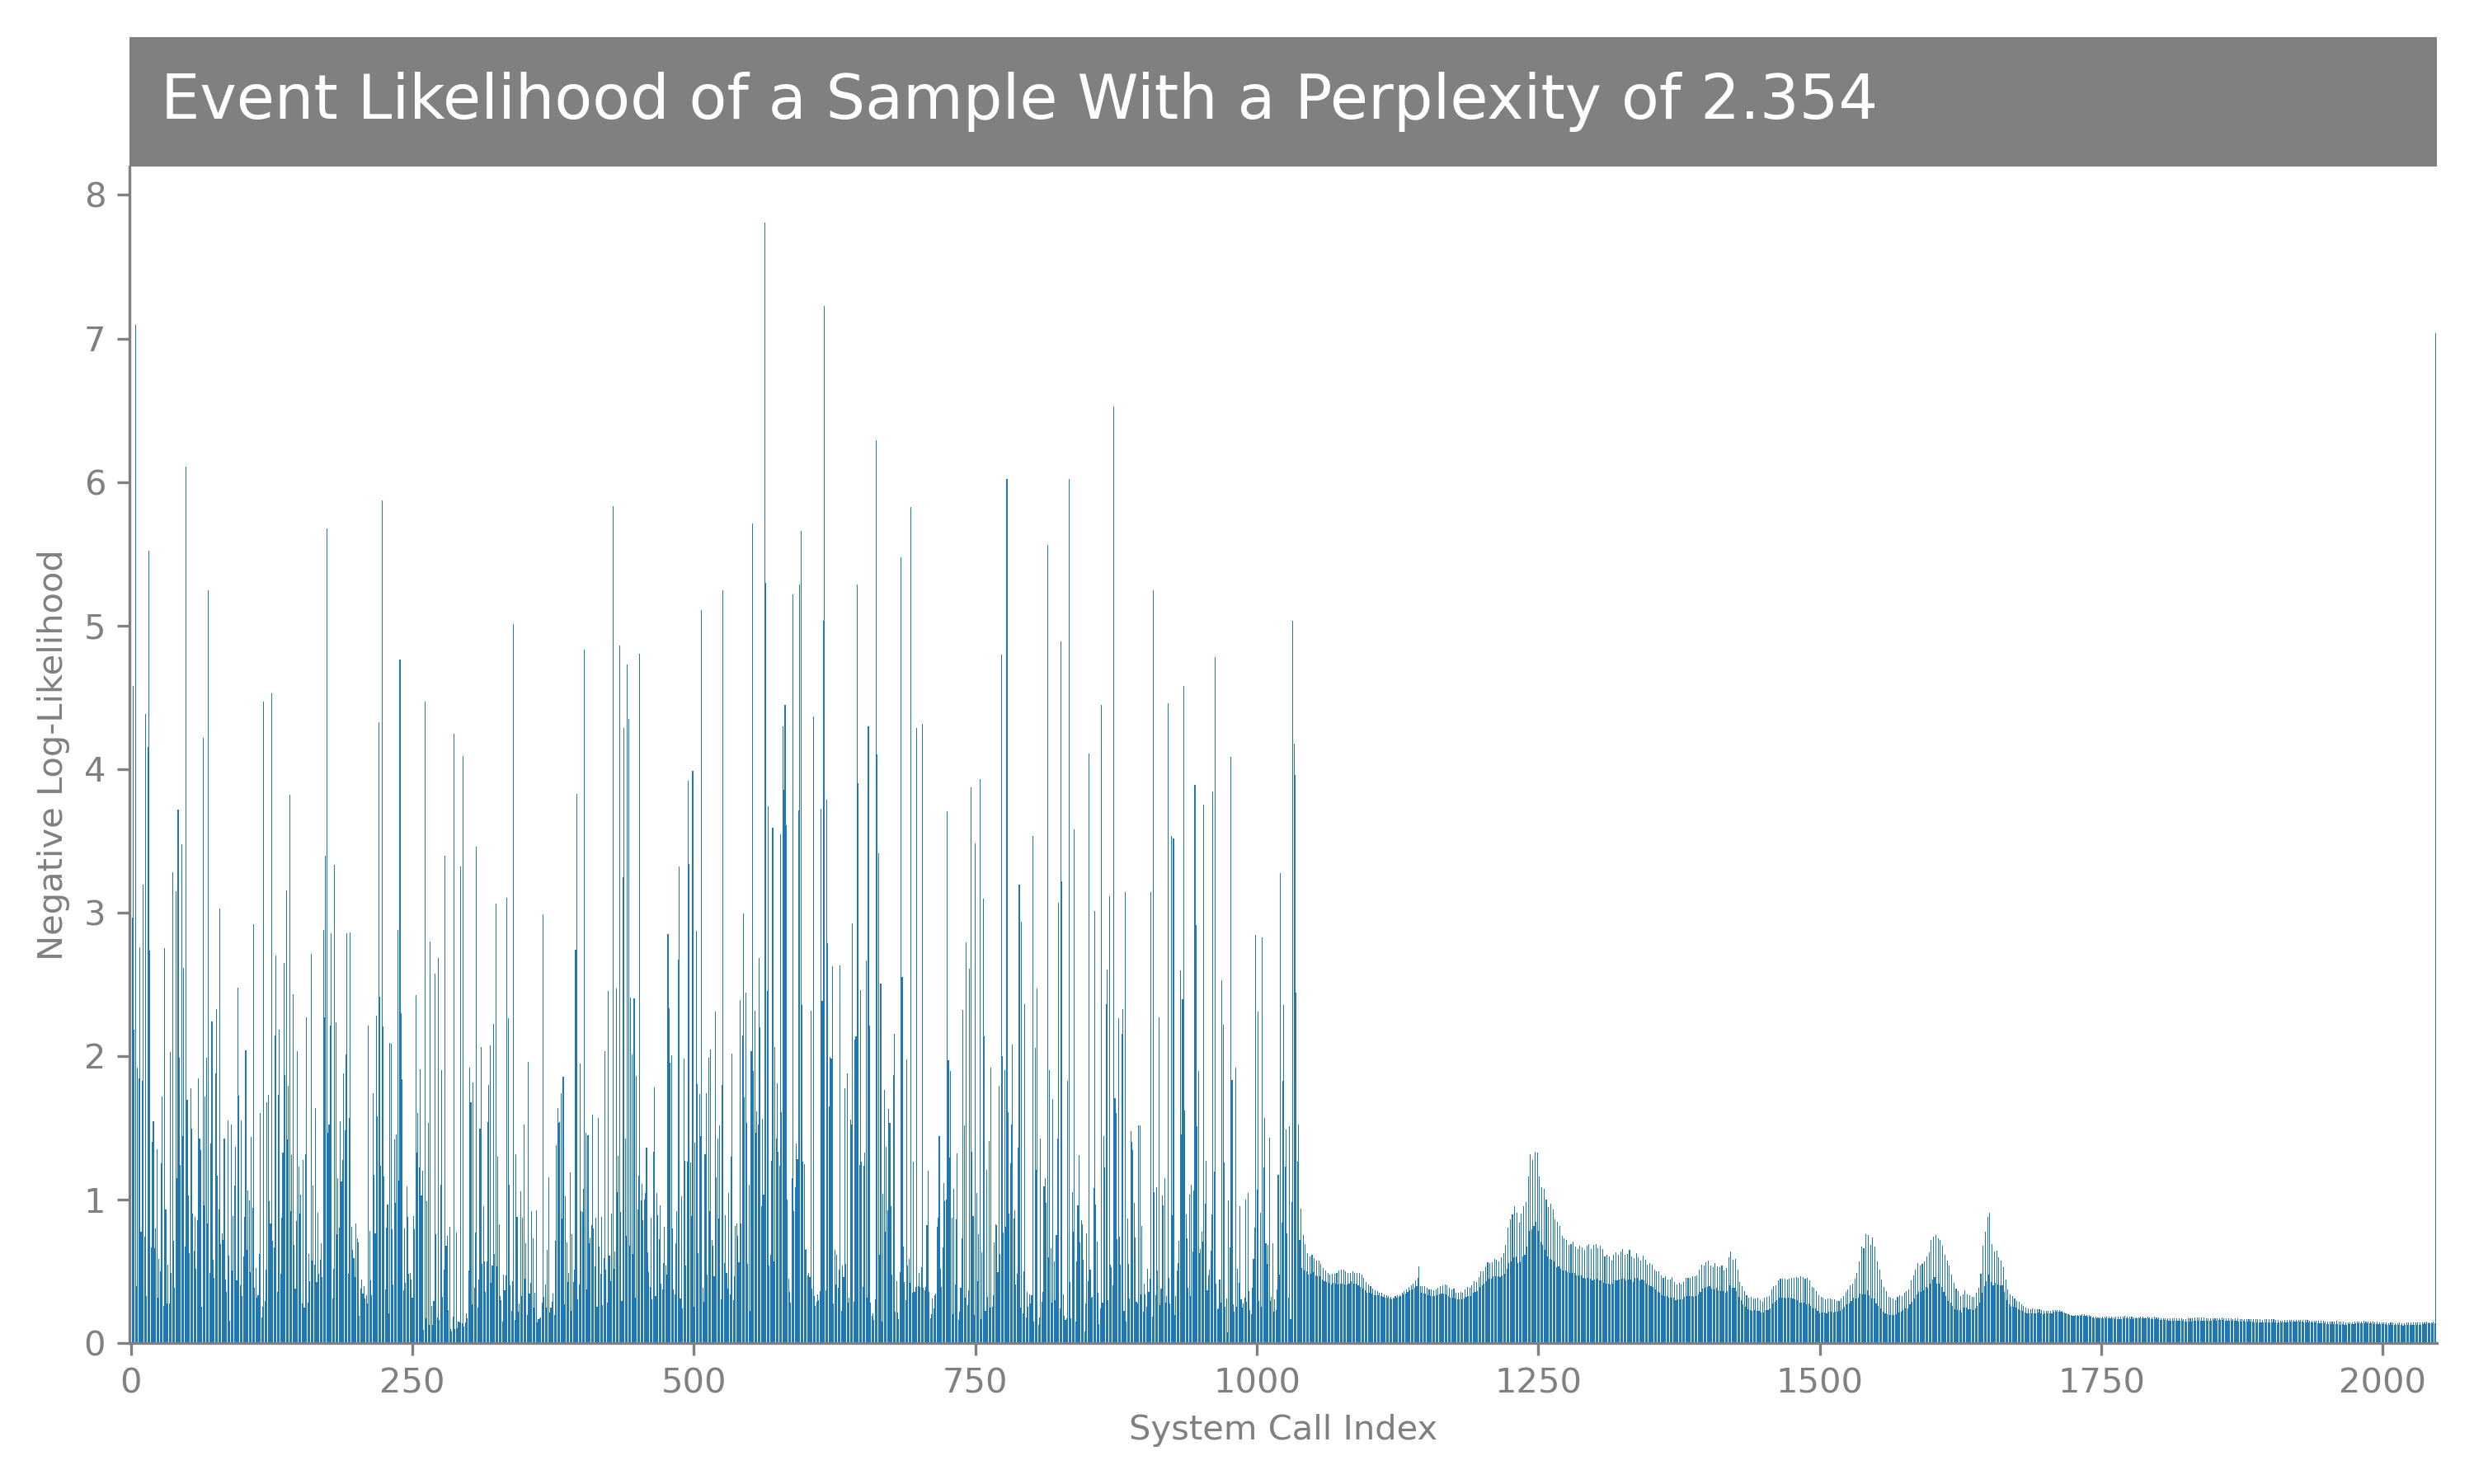 Event Likelihood of a Sample With a Perplexity of 2.354
8
7
6
5
4
3
2
1
0
Negative Log-Likelihood
0 250 500 750 1000 1250 1500 1750 2000
System Call Index